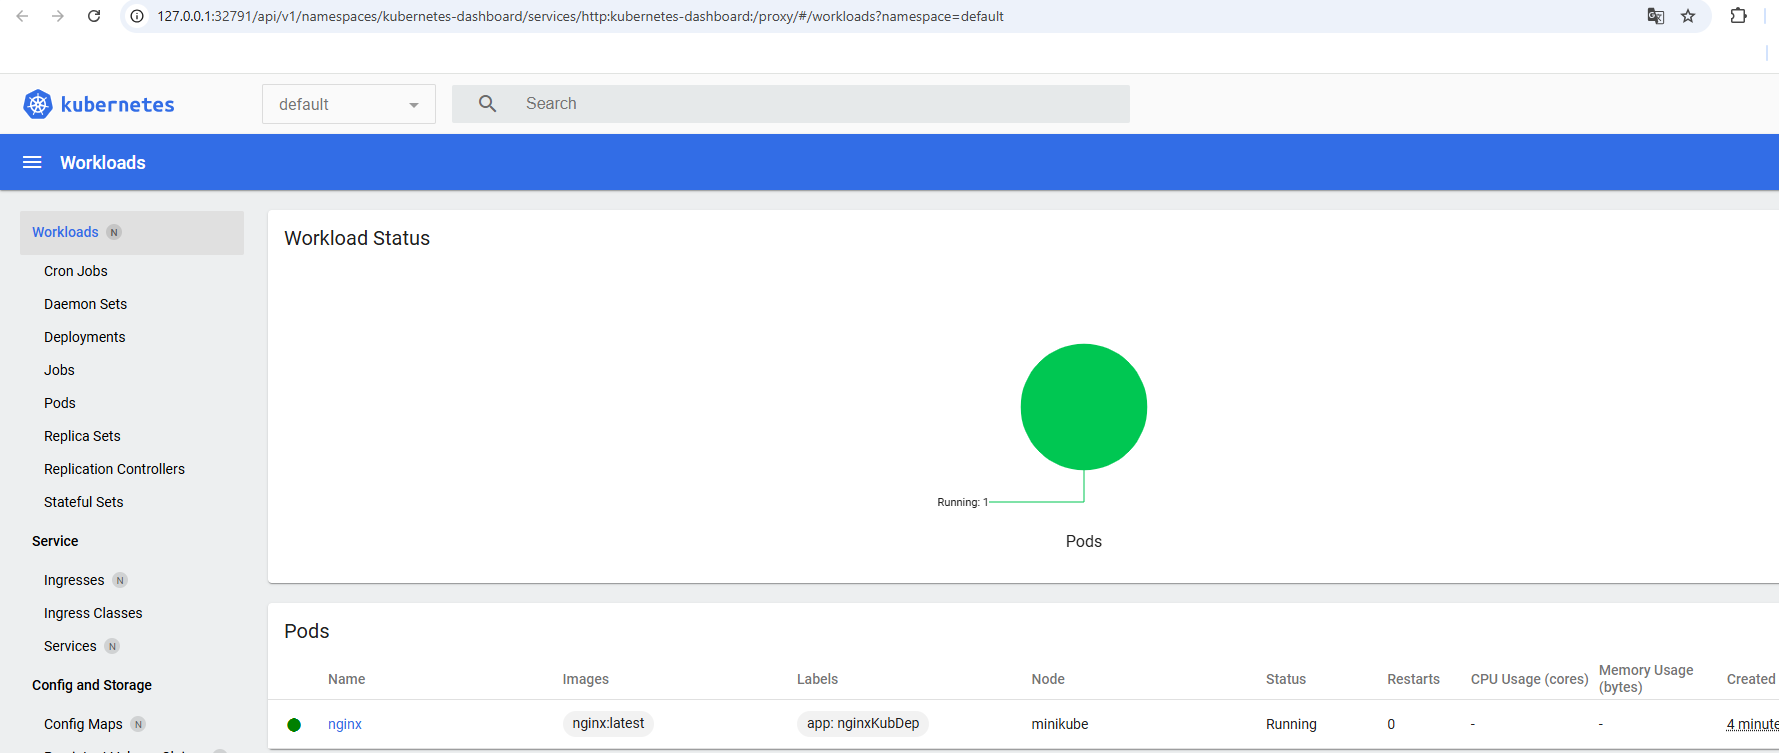 127.0.0.1:32791/api/v1/namespaces/kubernetes-dashboard/services/http:kubernetes-dashboard:/proxy/#/workloads?namespace=default
kubernetes
default
Search
Workloads
Workloads N
Cron Jobs
Daemon Sets
Deployments
Jobs
Pods
Replica Sets
Replication Controllers
Stateful Sets
Service
Ingresses N
Ingress Classes
Services N
Config and Storage
Config Maps N
Workload Status
Running: 1
Pods
Pods
Name Images Labels Node Status Restarts CPU Usage (cores) Memory Usage (bytes) Created
nginx nginx:latest app: nginxKubDep minikube Running 0 - - 4 minute